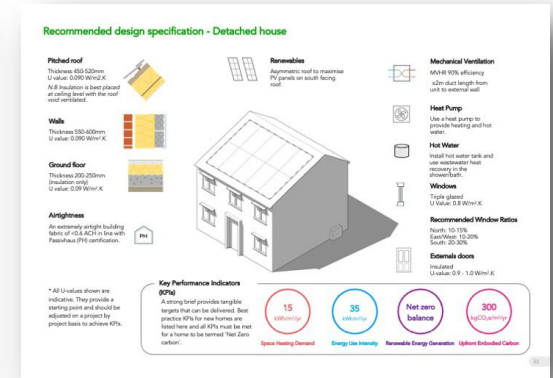 Recommended design specification - Detached house
Pitched roof
Thickness 450-520mm
U value: 0.090 W/m2.K
N.B Insulation is best placed
at ceiling level with the roof
void ventilated.
Walls
Thickness 550-600mm
U value: 0.090 W/m².K
Ground floor
Thickness 200-250mm
(insulation only)
U value: 0.09 W/m².K
Airtightness
An extremely airtight building
fabric of <0.6 ACH in line with
Passivhaus (PH) certification.
PH
* All U-values shown are
indicative. They provide a
starting point and should be
adjusted on a project by
project basis to achieve KPIs.
Renewables
Asymmetric roof to maximise
PV panels on south facing
roof.
Mechanical Ventilation
MVHR 90% efficiency
≤2m duct length from
unit to external wall
Heat Pump
Use a heat pump to
provide heating and hot
water.
Hot Water
Install hot water tank and
use wastewater heat
recovery in the
shower/bath.
Windows
Triple glazed
U Value: 0.8 W/m².K
Recommended Window Ratios
North: 10-15%
East/West: 10-20%
South: 20-30%
Externals doors
Insulated
U-value: 0.9 - 1.0 W/m².K
Key Performance Indicators
(KPIs)
A strong brief provides tangible
targets that can be delivered. Best
practice KPIs for new homes are
listed here and all KPIs must be met
for a home to be termed 'Net Zero
carbon'.
15
kWh/m²/yr
Space Heating Demand
35
kWh/m²/yr
Energy Use Intensity
Net zero
balance
Renewable Energy Generation
300
kgCO₂e/m²/yr
Upfront Embodied Carbon